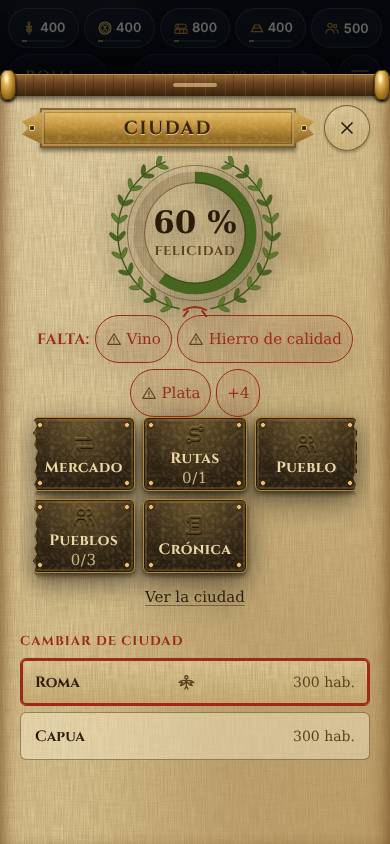 400 400 800 400 500
CIUDAD
60 %
FELICIDAD
FALTA: Vino Hierro de calidad
Plata +4
MERCADO RUTAS 0/1 PUEBLO
PUEBLOS 0/3 CRÓNICA
Ver la ciudad
CAMBIAR DE CIUDAD
ROMA 300 hab.
CAPUA 300 hab.